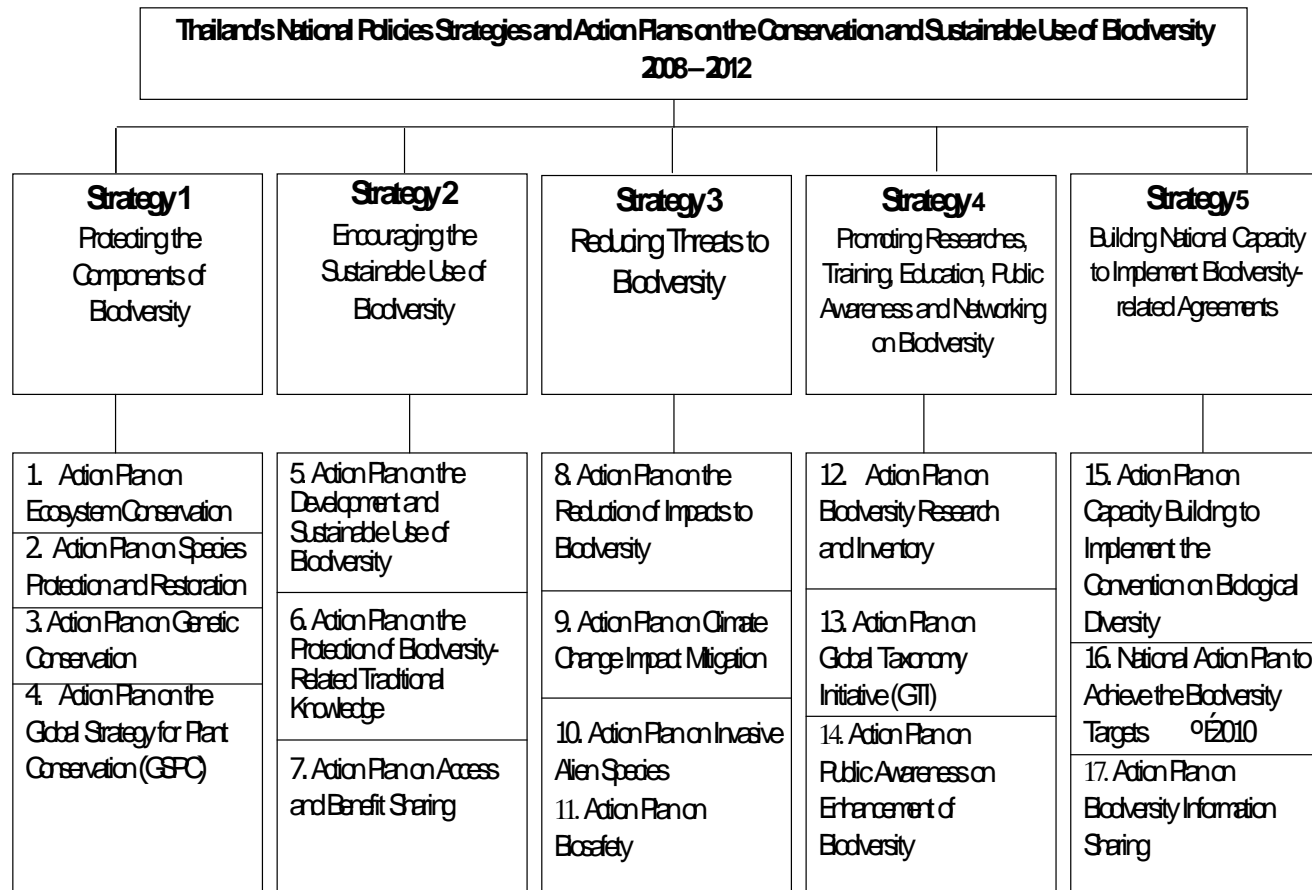 Thailand's National Policies Strategies and Action Plans on the Conservation and Sustainable Use of Biodiversity
2008 – 2012
Strategy 1
Protecting the
Components of
Biodiversity
Strategy 2
Encouraging the
Sustainable Use of
Biodiversity
Strategy 3
Reducing Threats to
Biodiversity
Strategy 4
Promoting Researches,
Training, Education, Public
Awareness and Networking
on Biodiversity
Strategy 5
Building National Capacity
to Implement Biodiversity-
related Agreements
1. Action Plan on
Ecosystem Conservation
2. Action Plan on Species
Protection and Restoration
3. Action Plan on Genetic
Conservation
4. Action Plan on the
Global Strategy for Plant
Conservation (GSPC)
5. Action Plan on the
Development and
Sustainable Use of
Biodiversity
6. Action Plan on the
Protection of Biodiversity-
Related Traditional
Knowledge
7. Action Plan on Access
and Benefit Sharing
8. Action Plan on the
Reduction of Impacts to
Biodiversity
9. Action Plan on Climate
Change Impact Mitigation
10. Action Plan on Invasive
Alien Species
11. Action Plan on
Biosafety
12. Action Plan on
Biodiversity Research
and Inventory
13. Action Plan on
Global Taxonomy
Initiative (GTI)
14. Action Plan on
Public Awareness on
Enhancement of
Biodiversity
15. Action Plan on
Capacity Building to
Implement the
Convention on Biological
Diversity
16. National Action Plan to
Achieve the Biodiversity
Targets 2010
17. Action Plan on
Biodiversity Information
Sharing